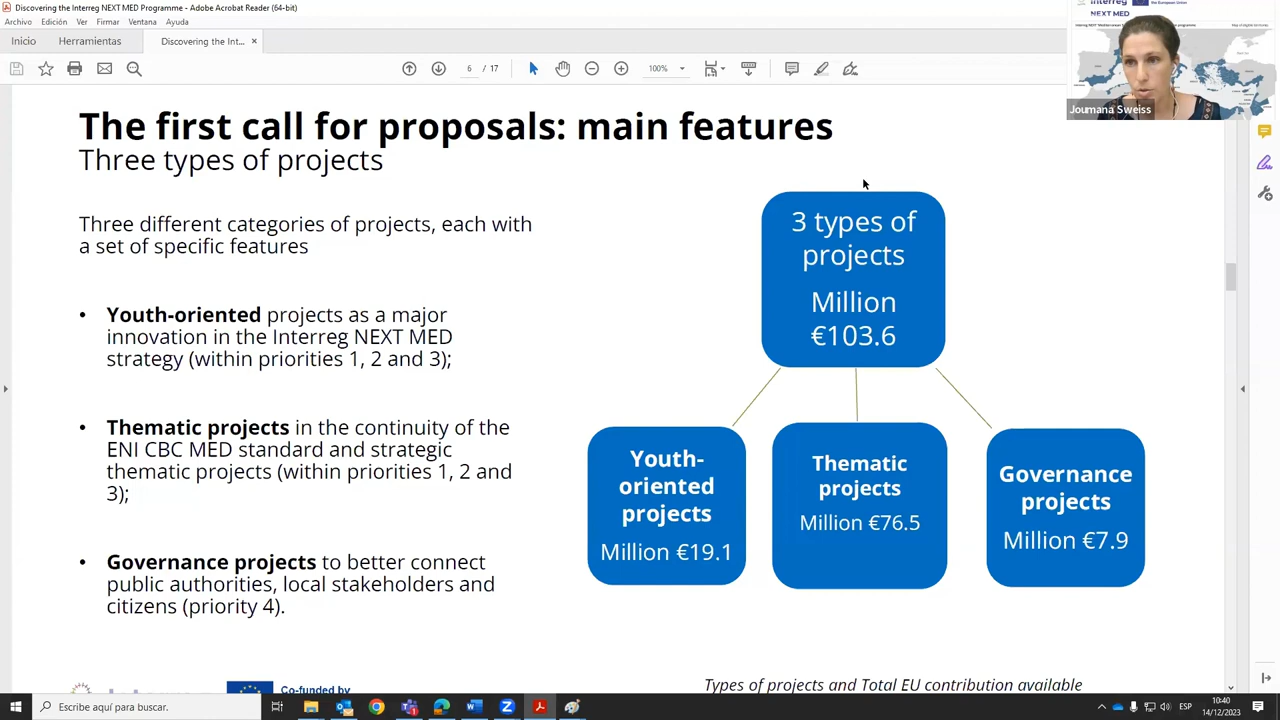 Discovering the Interreg NEXT MED Programme - Adobe Acrobat Reader (64-bit)
Archivo Edición Ver Firmar Ventana Ayuda
Inicio Herramientas Discovering the Int... ×
/ 17 100%
NEXT MED
the European Union
Joumana Sweiss
The first call for proposals: main features
Three types of projects
Three different categories of projects, each with
a set of specific features
• Youth-oriented projects as a major
innovation in the Interreg NEXT MED
strategy (within priorities 1, 2 and 3);
• Thematic projects in the continuity of the
ENI CBC MED standard and strategic
thematic projects (within priorities 1, 2 and
3);
• Governance projects to better connect
public authorities, local stakeholders and
citizens (priority 4).
3 types of
projects
Million
€103.6
Youth-
oriented
projects
Million €19.1
Thematic
projects
Million €76.5
Governance
projects
Million €7.9
Co-funded by
Types of projects and Total EU contribution available
Escribe aquí para buscar.
ESP
10:40
14/12/2023